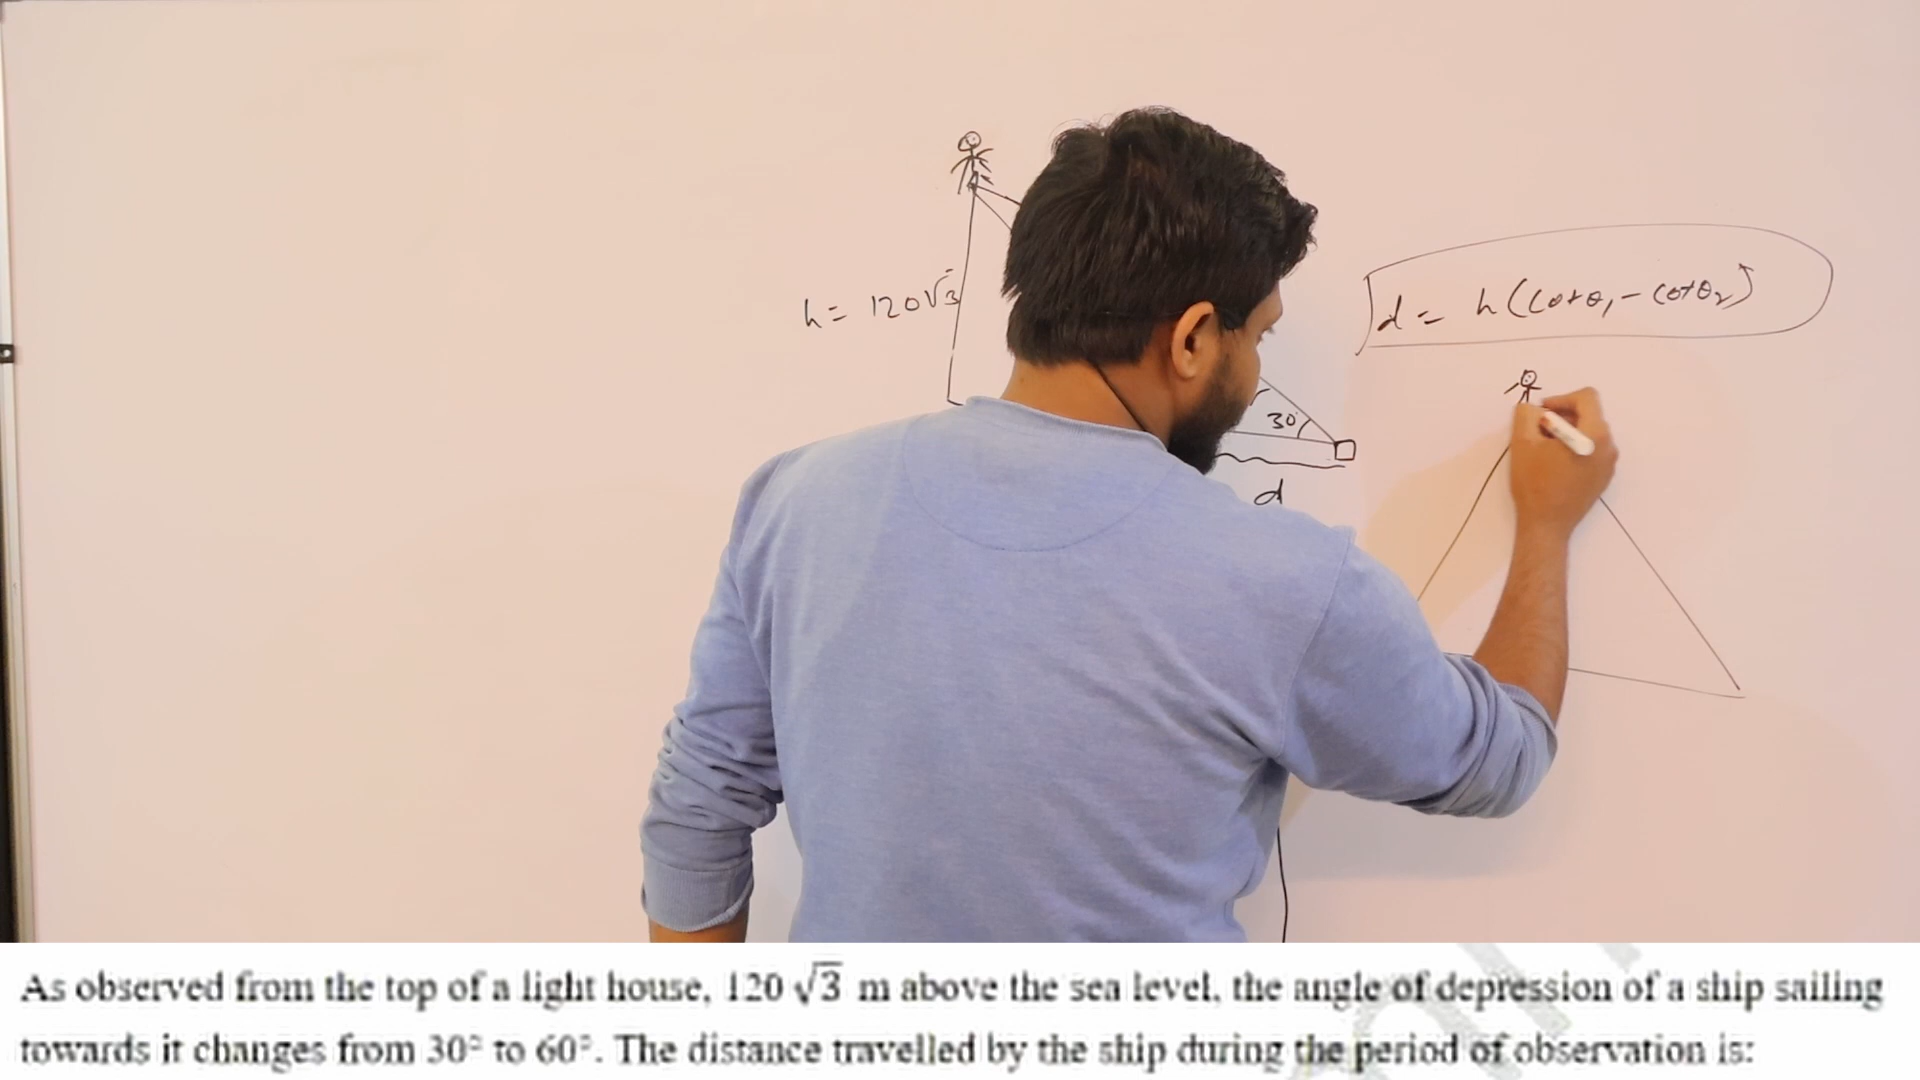 h = 120√3
d = h(cotθ₁ - cotθ₂)
30°
d
As observed from the top of a light house, 120 √3 m above the sea level, the angle of depression of a ship sailing
towards it changes from 30° to 60°. The distance travelled by the ship during the period of observation is: